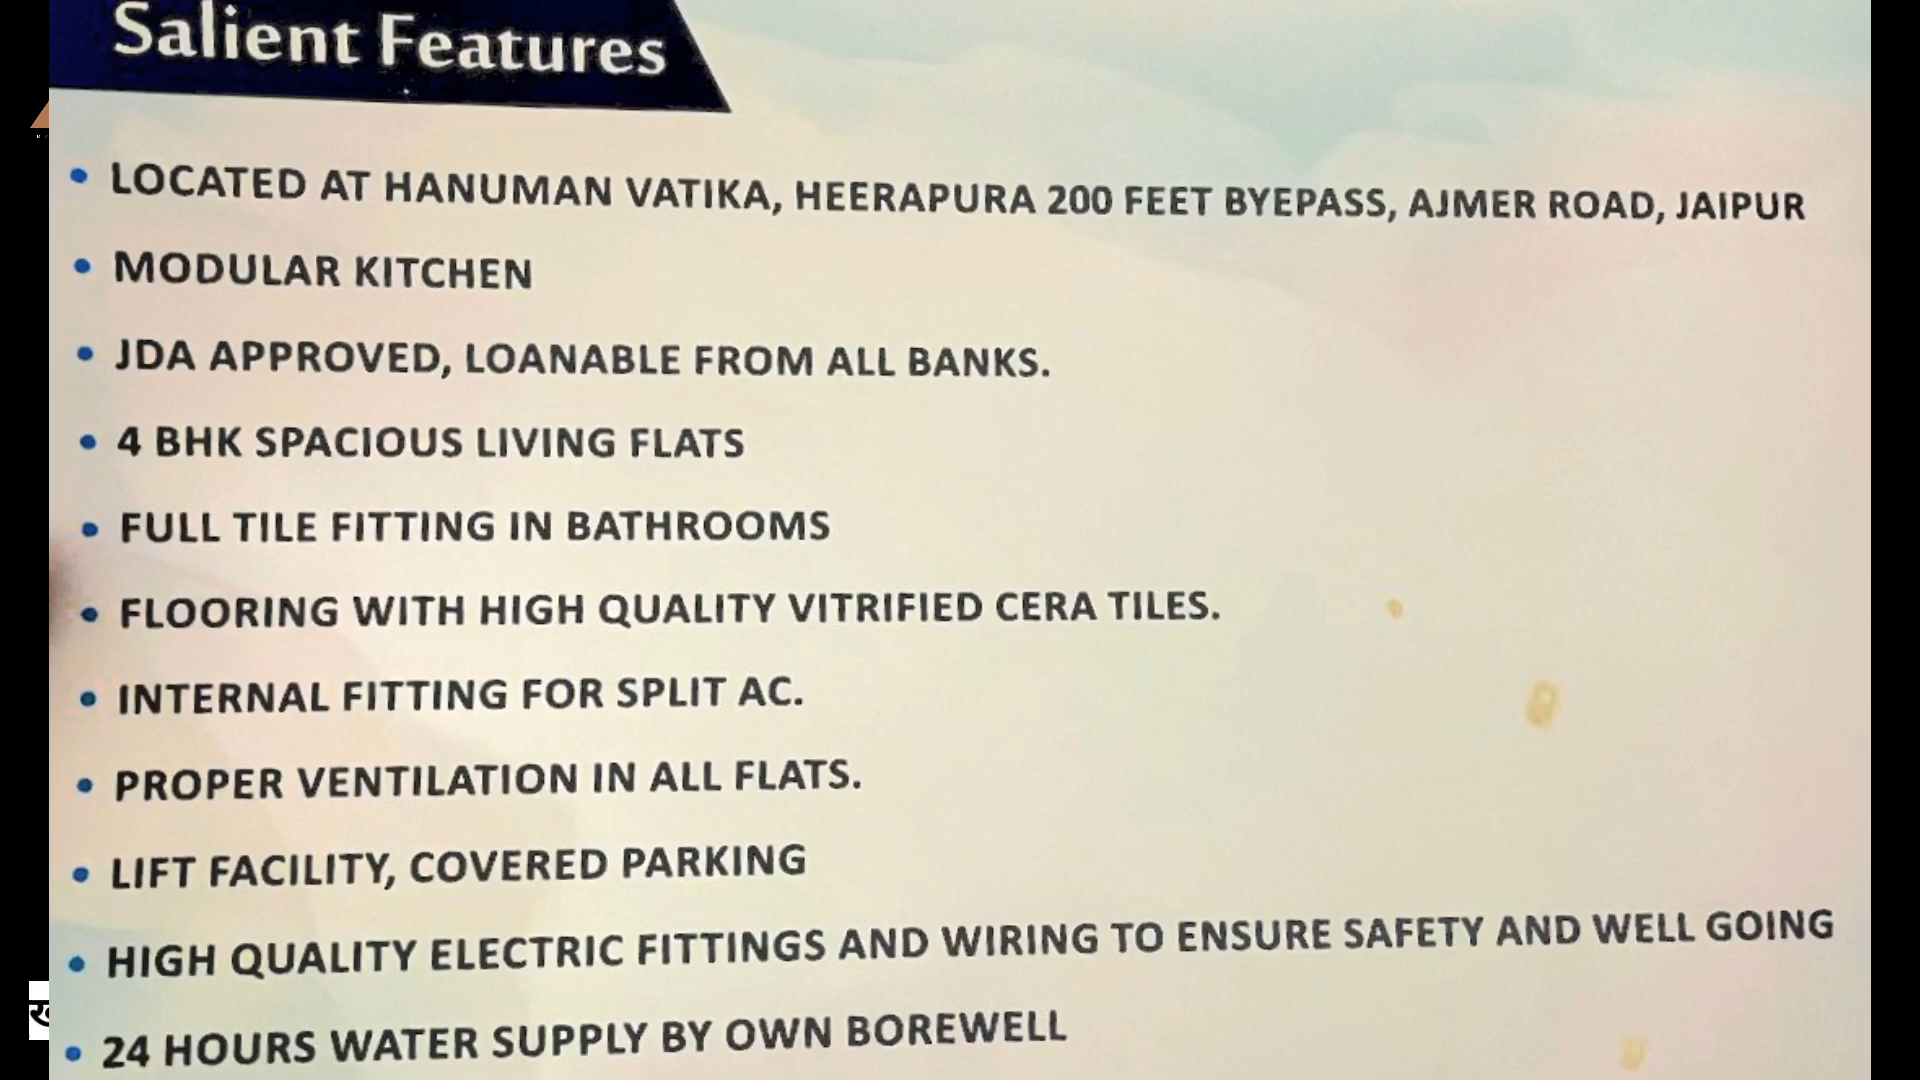 Salient Features
• LOCATED AT HANUMAN VATIKA, HEERAPURA 200 FEET BYEPASS, AJMER ROAD, JAIPUR
• MODULAR KITCHEN
• JDA APPROVED, LOANABLE FROM ALL BANKS.
• 4 BHK SPACIOUS LIVING FLATS
• FULL TILE FITTING IN BATHROOMS
• FLOORING WITH HIGH QUALITY VITRIFIED CERA TILES.
• INTERNAL FITTING FOR SPLIT AC.
• PROPER VENTILATION IN ALL FLATS.
• LIFT FACILITY, COVERED PARKING
• HIGH QUALITY ELECTRIC FITTINGS AND WIRING TO ENSURE SAFETY AND WELL GOING
• 24 HOURS WATER SUPPLY BY OWN BOREWELL